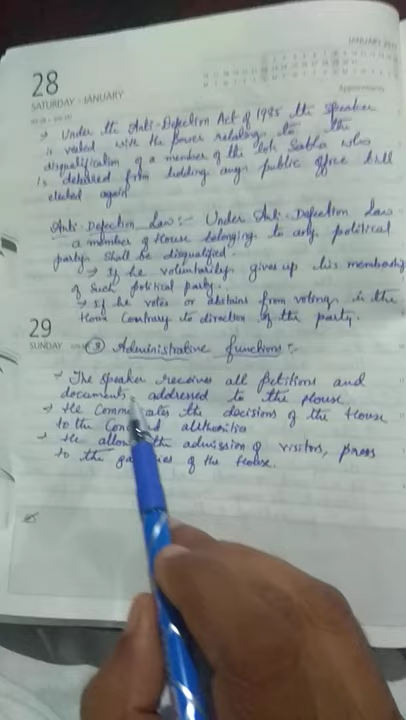 JANUARY
28
SATURDAY - JANUARY
Appointments
→ Under the Anti-Defection Act of 1985 the speaker
is vested with the power relating to the
disqualification of a member of the Lok Sabha who
is debarred from holding any public office till
elected again
Anti-Defection Law:- Under Anti-Defection Law
a member of House belonging to any political
party shall be disqualified.
→ If he voluntarily gives up his membership
of such political party.
→ If he votes or abstains from voting in the
House Contrary to direction of the party.
29
SUNDAY
Administrative functions:-
→ The speaker receives all Petitions and
documents addressed to the House
→ He the decisions of the House
to the
→ He the admission of visitors, press
to the of the House.